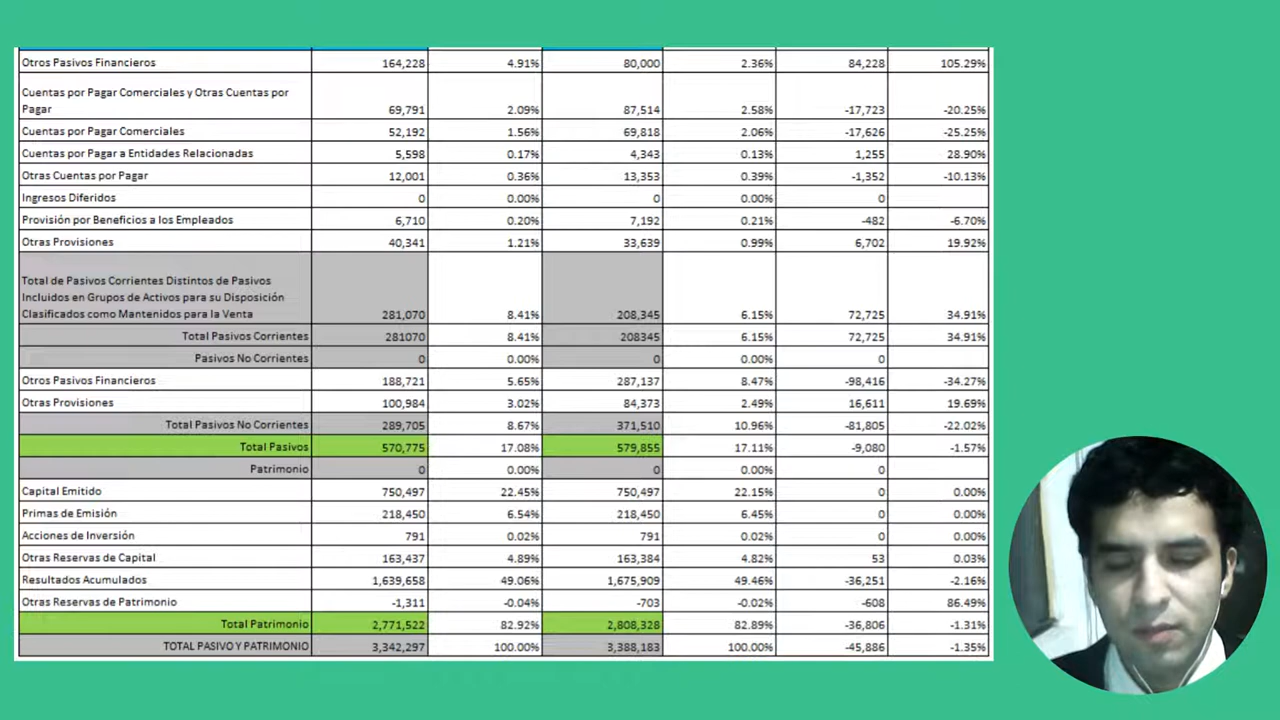 Otros Pasivos Financieros 164,228 4.91% 80,000 2.36% 84,228 105.29%
Cuentas por Pagar Comerciales y Otras Cuentas por
Pagar 69,791 2.09% 87,514 2.58% -17,723 -20.25%
Cuentas por Pagar Comerciales 52,192 1.56% 69,818 2.06% -17,626 -25.25%
Cuentas por Pagar a Entidades Relacionadas 5,598 0.17% 4,343 0.13% 1,255 28.90%
Otras Cuentas por Pagar 12,001 0.36% 13,353 0.39% -1,352 -10.13%
Ingresos Diferidos 0 0.00% 0 0.00% 0
Provisión por Beneficios a los Empleados 6,710 0.20% 7,192 0.21% -482 -6.70%
Otras Provisiones 40,341 1.21% 33,639 0.99% 6,702 19.92%
Total de Pasivos Corrientes Distintos de Pasivos
Incluidos en Grupos de Activos para su Disposición
Clasificados como Mantenidos para la Venta 281,070 8.41% 208,345 6.15% 72,725 34.91%
Total Pasivos Corrientes 281070 8.41% 208345 6.15% 72,725 34.91%
Pasivos No Corrientes 0 0.00% 0 0.00% 0
Otros Pasivos Financieros 188,721 5.65% 287,137 8.47% -98,416 -34.27%
Otras Provisiones 100,984 3.02% 84,373 2.49% 16,611 19.69%
Total Pasivos No Corrientes 289,705 8.67% 371,510 10.96% -81,805 -22.02%
Total Pasivos 570,775 17.08% 579,855 17.11% -9,080 -1.57%
Patrimonio 0 0.00% 0 0.00% 0
Capital Emitido 750,497 22.45% 750,497 22.15% 0 0.00%
Primas de Emisión 218,450 6.54% 218,450 6.45% 0 0.00%
Acciones de Inversión 791 0.02% 791 0.02% 0 0.00%
Otras Reservas de Capital 163,437 4.89% 163,384 4.82% 53 0.03%
Resultados Acumulados 1,639,658 49.06% 1,675,909 49.46% -36,251 -2.16%
Otras Reservas de Patrimonio -1,311 -0.04% -703 -0.02% -608 86.49%
Total Patrimonio 2,771,522 82.92% 2,808,328 82.89% -36,806 -1.31%
TOTAL PASIVO Y PATRIMONIO 3,342,297 100.00% 3,388,183 100.00% -45,886 -1.35%